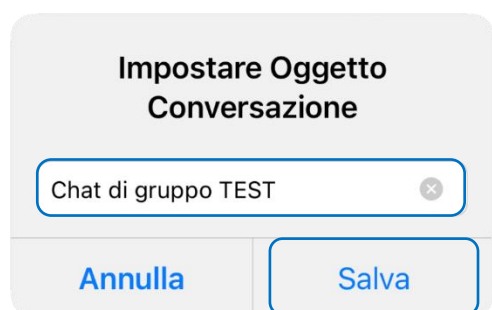 Impostare Oggetto
Conversazione
Chat di gruppo TEST
Annulla
Salva